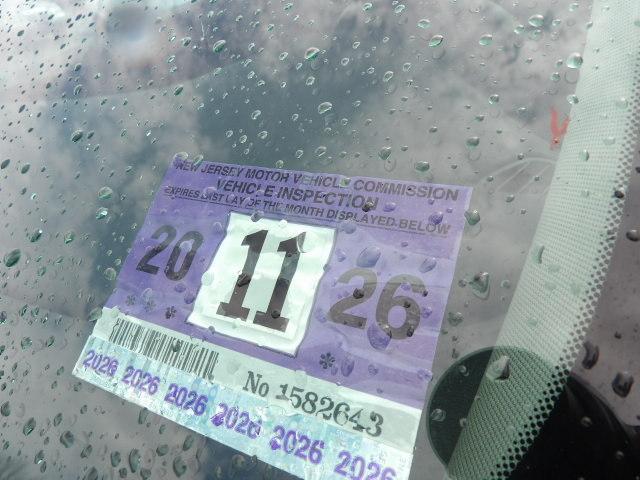 NEW JERSEY MOTOR VEHICLE COMMISSION
VEHICLE INSPECTION
EXPIRES LAST DAY OF THE MONTH DISPLAYED BELOW
20 11 26
No 1582643
2026 2026 2026 2026 2026 2026